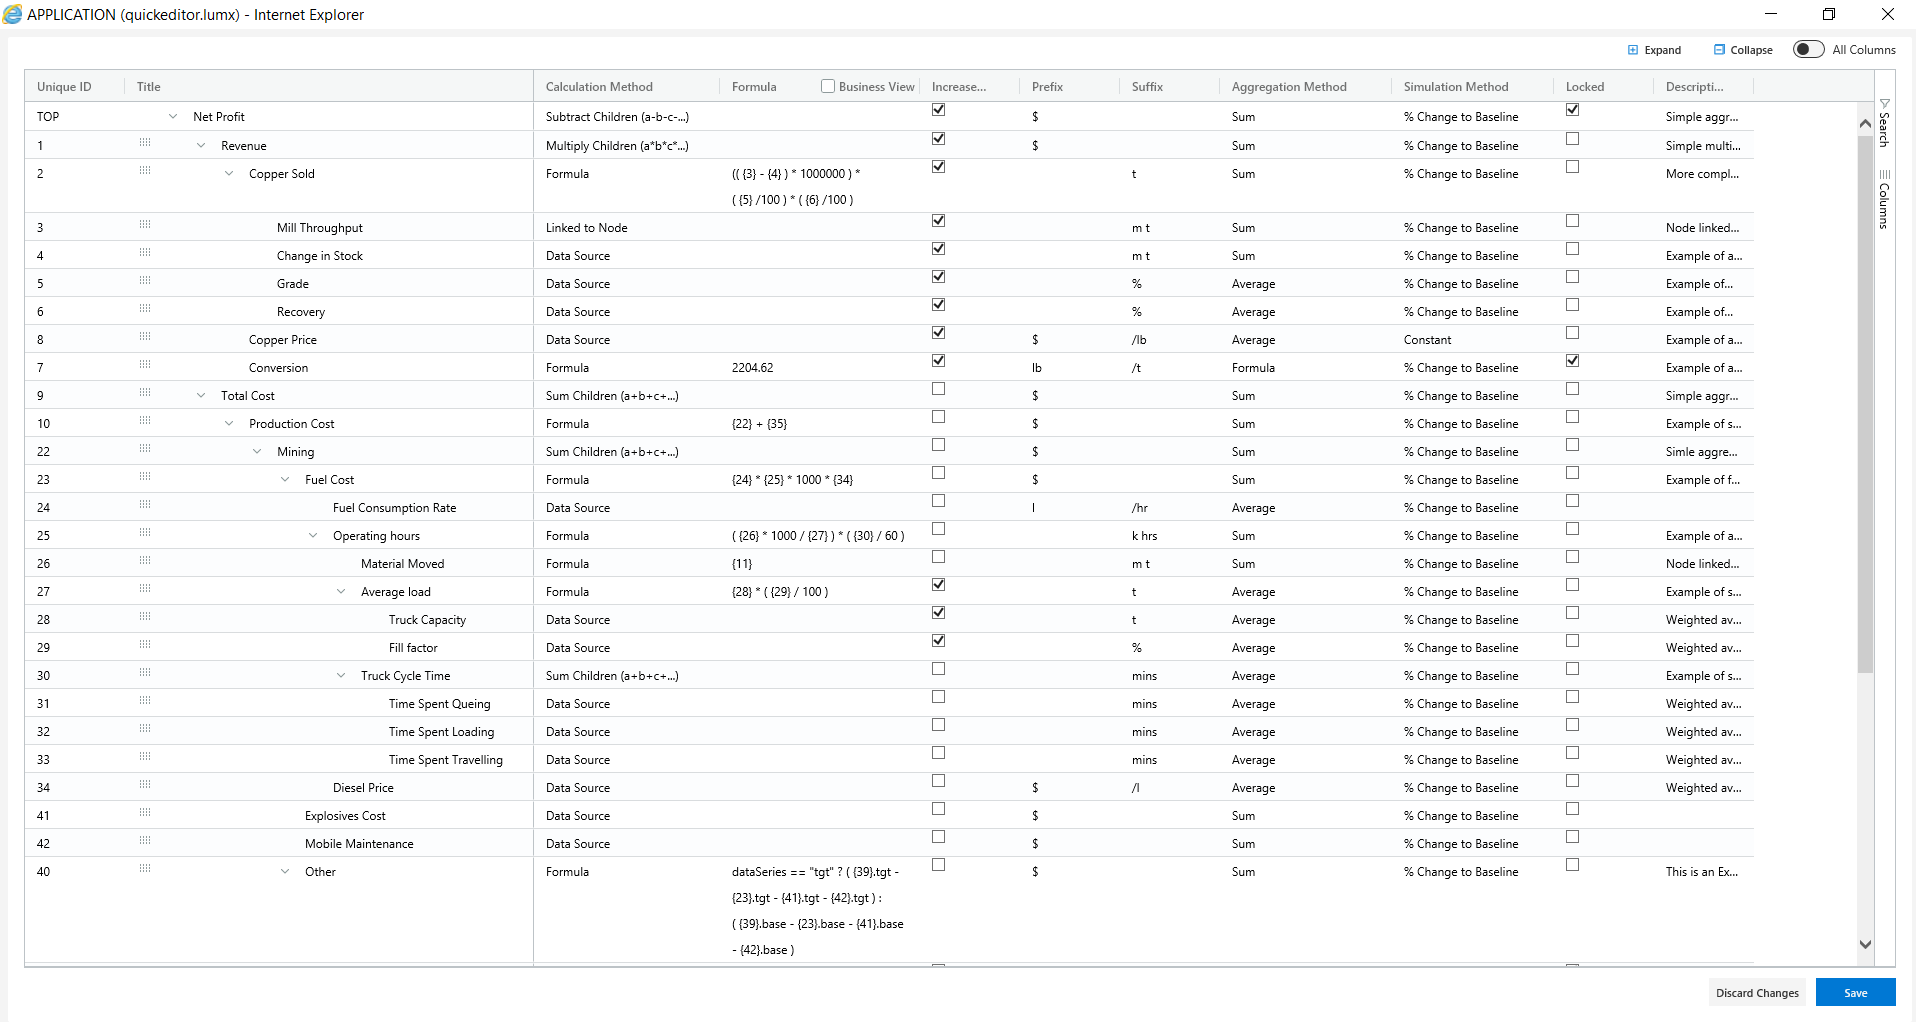 APPLICATION (quickeditor.lumx) - Internet Explorer
Expand Collapse All Columns
Unique ID Title Calculation Method Formula Business View Increase... Prefix Suffix Aggregation Method Simulation Method Locked Descripti...
TOP Net Profit Subtract Children (a-b-c-...) $ Sum % Change to Baseline Simple aggr...
1 Revenue Multiply Children (a*b*c*...) $ Sum % Change to Baseline Simple multi...
2 Copper Sold Formula (( {3} - {4} ) * 1000000 ) * t Sum % Change to Baseline More compl...
( {5} /100 ) * ( {6} /100 )
3 Mill Throughput Linked to Node m t Sum % Change to Baseline Node linked...
4 Change in Stock Data Source m t Sum % Change to Baseline Example of a...
5 Grade Data Source % Average % Change to Baseline Example of...
6 Recovery Data Source % Average % Change to Baseline Example of...
8 Copper Price Data Source $ /lb Average Constant Example of a...
7 Conversion Formula 2204.62 lb /t Formula % Change to Baseline Example of a...
9 Total Cost Sum Children (a+b+c+...) $ Sum % Change to Baseline Simple aggr...
10 Production Cost Formula {22} + {35} $ Sum % Change to Baseline Example of s...
22 Mining Sum Children (a+b+c+...) $ Sum % Change to Baseline Simle aggre...
23 Fuel Cost Formula {24} * {25} * 1000 * {34} $ Sum % Change to Baseline Example of f...
24 Fuel Consumption Rate Data Source l /hr Average % Change to Baseline
25 Operating hours Formula ( {26} * 1000 / {27} ) * ( {30} / 60 ) k hrs Sum % Change to Baseline Example of a...
26 Material Moved Formula {11} m t Sum % Change to Baseline Node linked...
27 Average load Formula {28} * ( {29} / 100 ) t Average % Change to Baseline Example of s...
28 Truck Capacity Data Source t Average % Change to Baseline Weighted av...
29 Fill factor Data Source % Average % Change to Baseline Weighted av...
30 Truck Cycle Time Sum Children (a+b+c+...) mins Average % Change to Baseline Example of s...
31 Time Spent Queing Data Source mins Average % Change to Baseline Weighted av...
32 Time Spent Loading Data Source mins Average % Change to Baseline Weighted av...
33 Time Spent Travelling Data Source mins Average % Change to Baseline Weighted av...
34 Diesel Price Data Source $ /l Average % Change to Baseline Weighted av...
41 Explosives Cost Data Source $ Sum % Change to Baseline
42 Mobile Maintenance Data Source $ Sum % Change to Baseline
40 Other Formula dataSeries == "tgt" ? ( {39}.tgt - $ Sum % Change to Baseline This is an Ex...
{23}.tgt - {41}.tgt - {42}.tgt ) :
( {39}.base - {23}.base - {41}.base
- {42}.base )
Search
Columns
Discard Changes Save